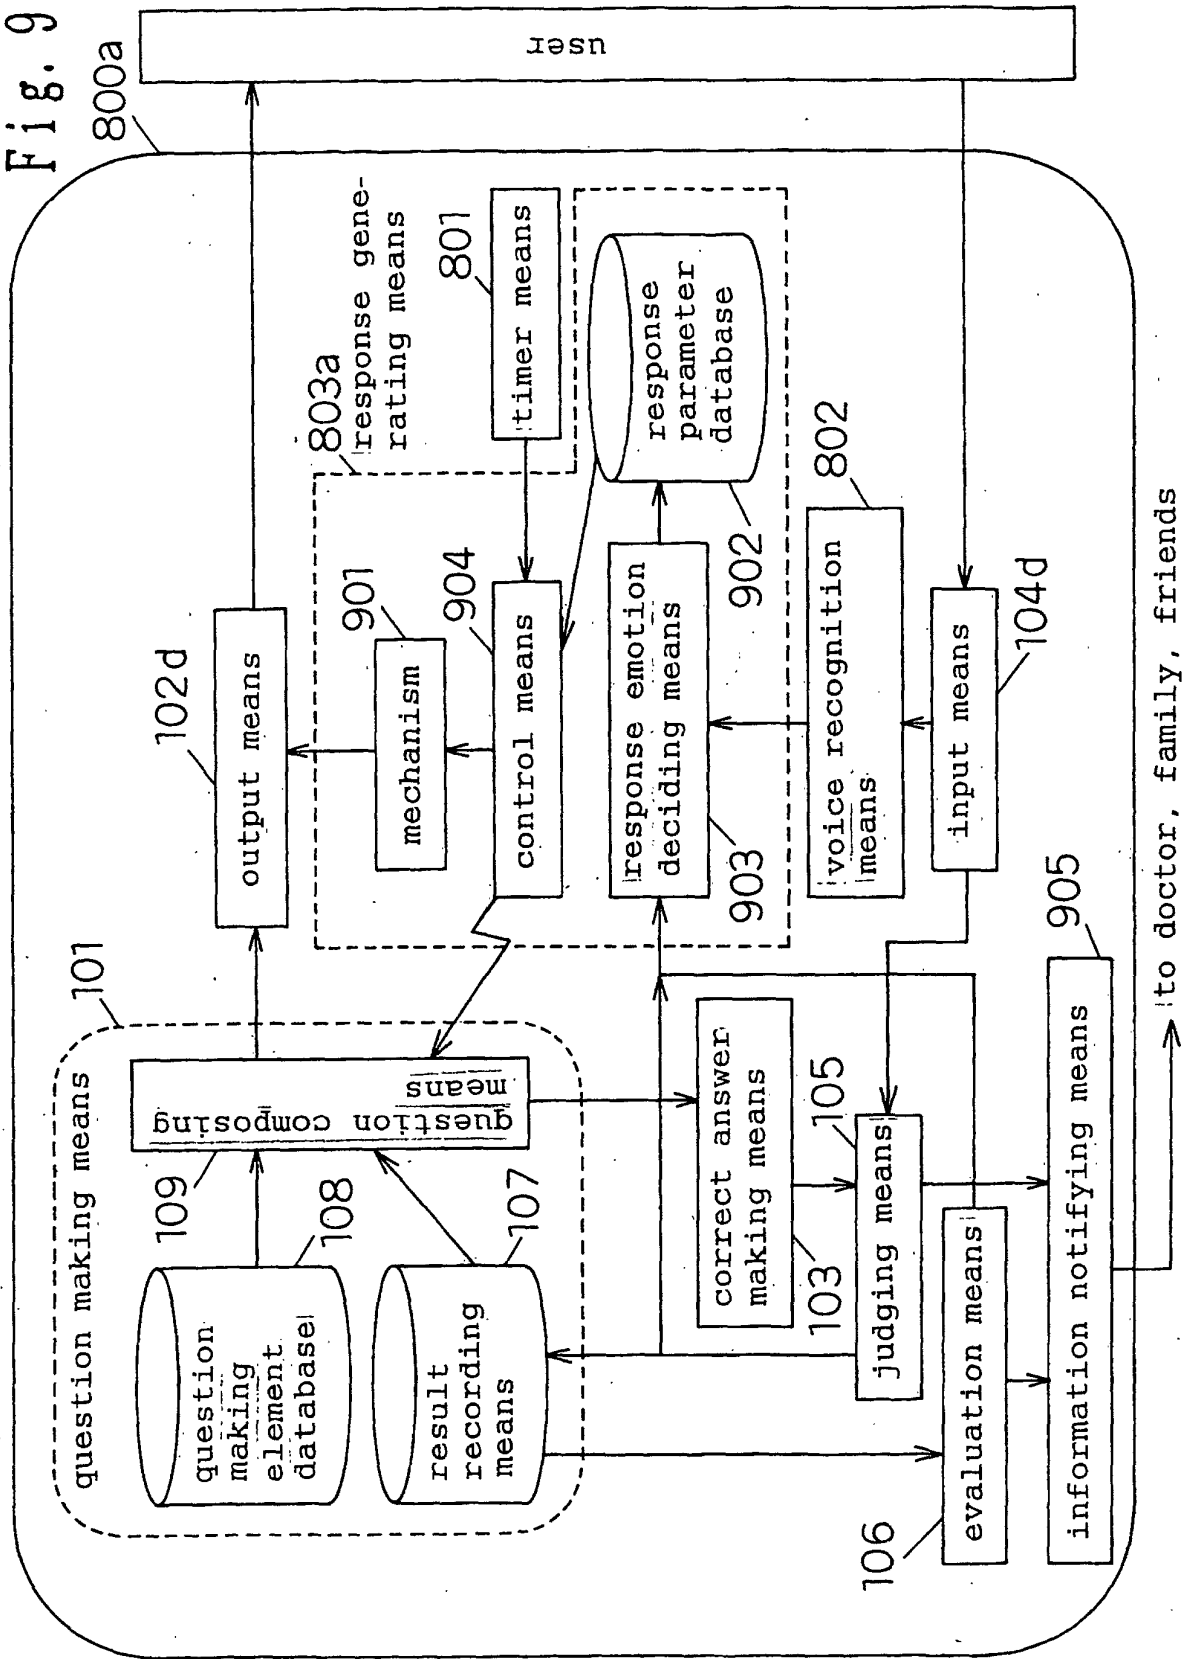 Fig. 9
800a
user
question making means
101
question
making
element
database
108
109
question composing
means
result
recording
means
107
102d
output means
803a
response gene-
rating means
901
mechanism
904
control means
801
timer means
response
parameter
database
902
response emotion
deciding means
903
correct answer
making means
103
105
judging means
voice recognition
means
802
input means
104d
106
evaluation means
information notifying means
905
to doctor, family, friends